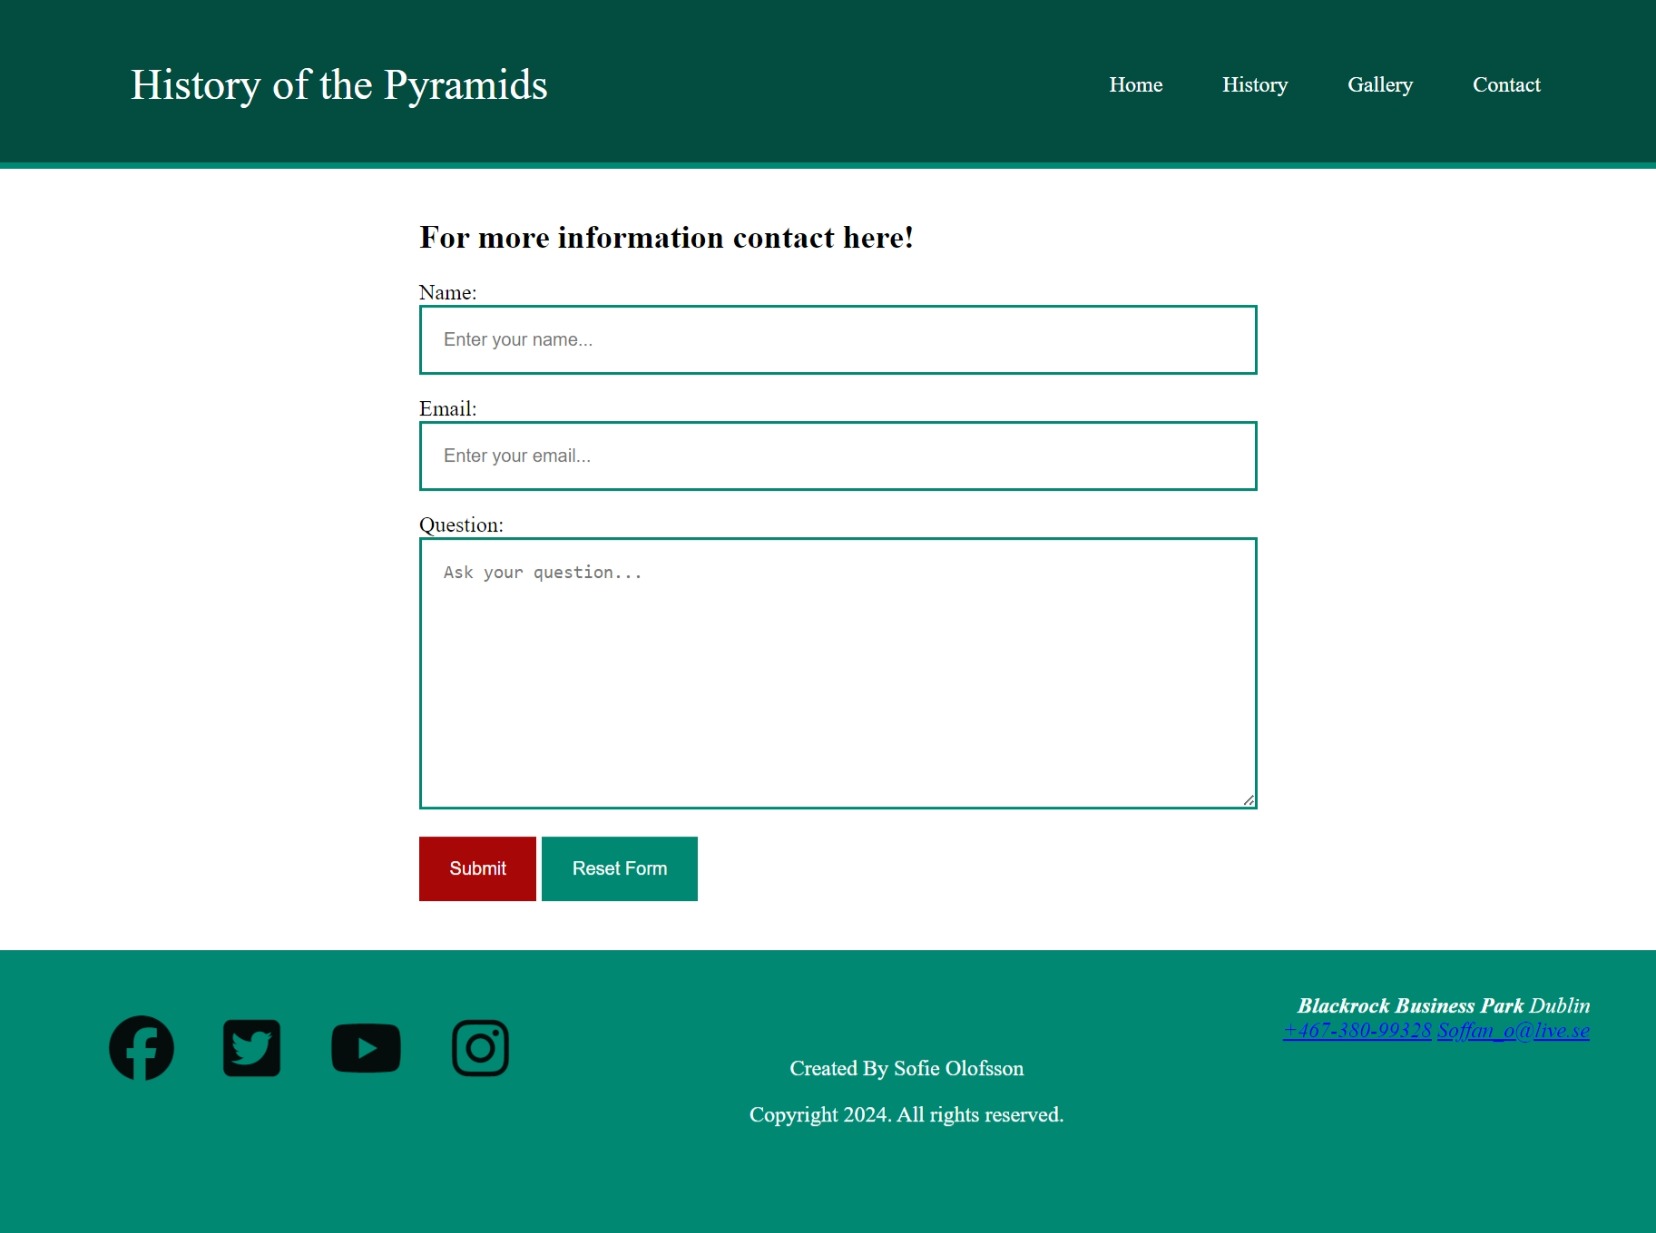 History of the Pyramids
Home
History
Gallery
Contact
For more information contact here!
Name:
Enter your name...
Email:
Enter your email...
Question:
Ask your question...
Submit
Reset Form
Blackrock Business Park Dublin
+467-380-99328 Soffan_o@live.se
Created By Sofie Olofsson
Copyright 2024. All rights reserved.